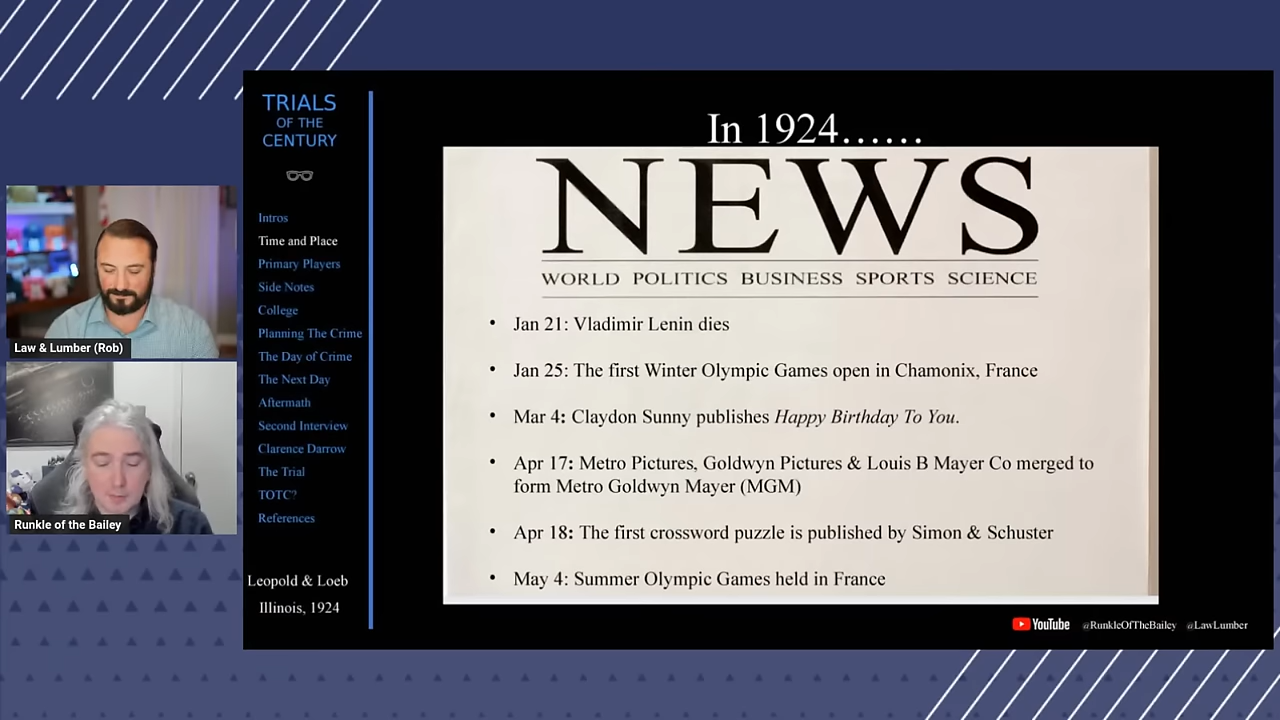 TRIALS
OF THE
CENTURY
Intros
Time and Place
Primary Players
Side Notes
College
Planning The Crime
The Day of Crime
The Next Day
Aftermath
Second Interview
Clarence Darrow
The Trial
TOTC?
References
Leopold & Loeb
Illinois, 1924
In 1924......
NEWS
WORLD POLITICS BUSINESS SPORTS SCIENCE
• Jan 21: Vladimir Lenin dies
• Jan 25: The first Winter Olympic Games open in Chamonix, France
• Mar 4: Claydon Sunny publishes Happy Birthday To You.
• Apr 17: Metro Pictures, Goldwyn Pictures & Louis B Mayer Co merged to
form Metro Goldwyn Mayer (MGM)
• Apr 18: The first crossword puzzle is published by Simon & Schuster
• May 4: Summer Olympic Games held in France
YouTube @RunkleOfTheBailey @LawLumber
Law & Lumber (Rob)
Runkle of the Bailey